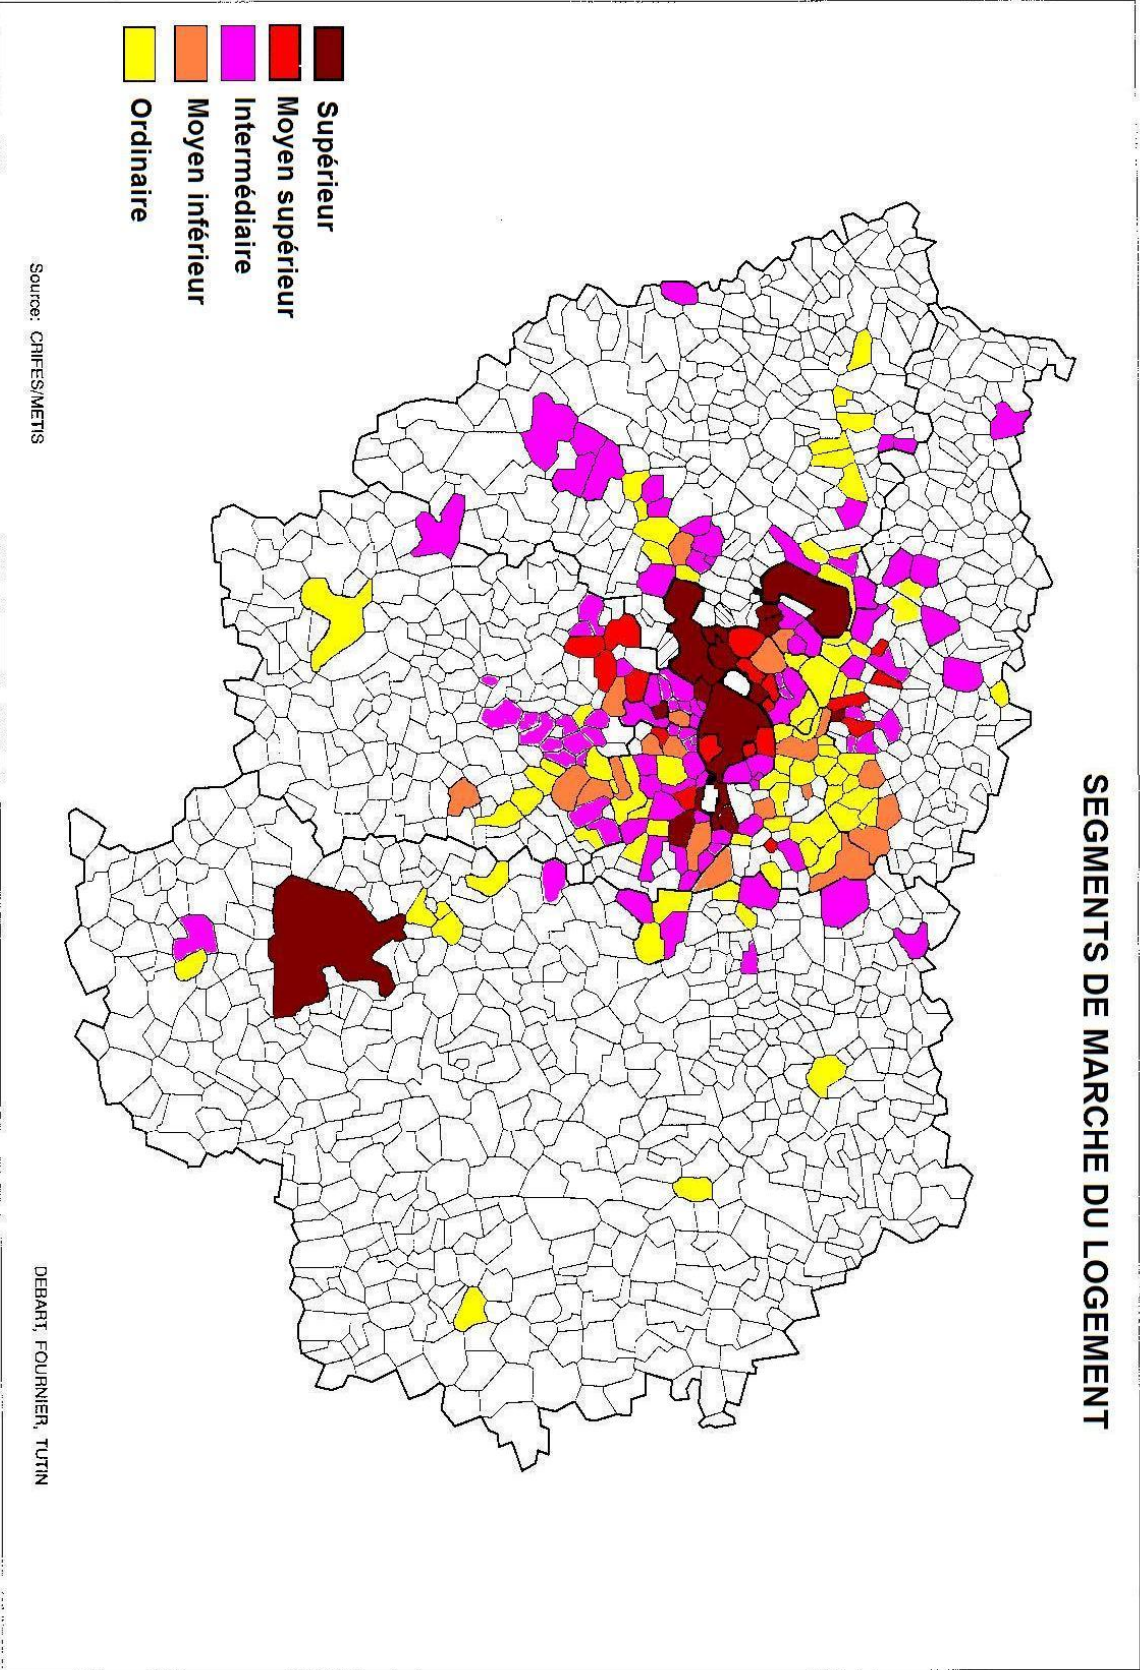 SEGMENTS DE MARCHE DU LOGEMENT
Supérieur
Moyen supérieur
Intermédiaire
Moyen inférieur
Ordinaire
Source: CRIFES/METIS
DEBART, FOURNIER, TUTIN